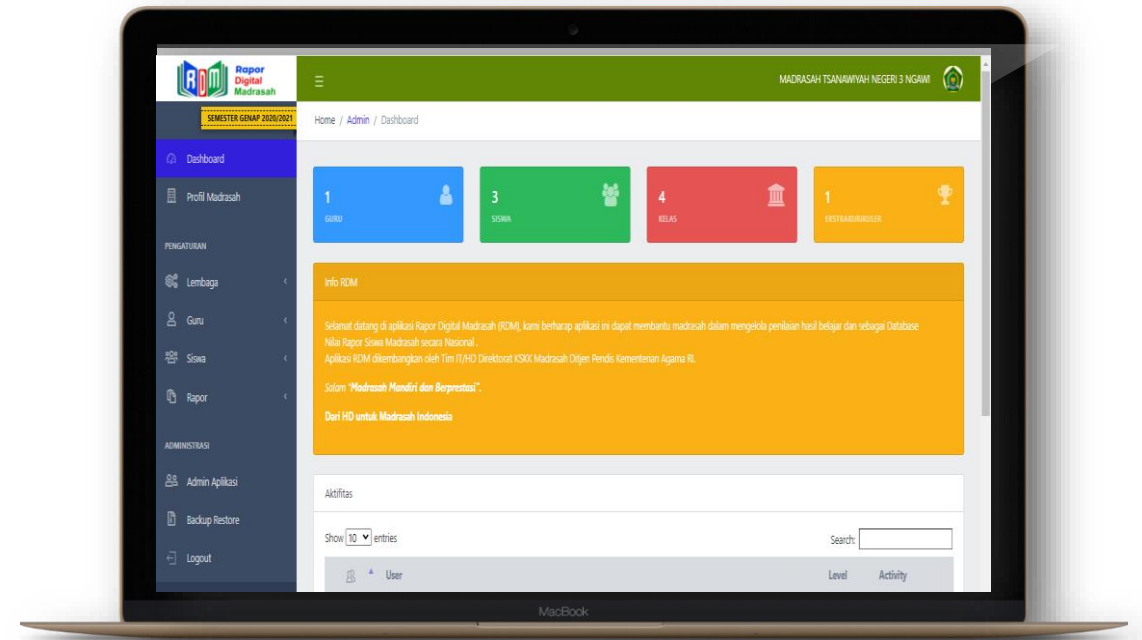 RDM Rapor
Digital
Madrasah
MADRASAH TSANAWIYAH NEGERI 3 NGAWI
SEMESTER GENAP 2020/2021
Home / Admin / Dashboard
Dashboard
Profil Madrasah
PENGATURAN
Lembaga
Guru
Siswa
Rapor
ADMINISTRASI
Admin Aplikasi
Backup Restore
Logout
1
GURU
3
SISWA
4
KELAS
1
EKSTRAKURIKULER
Info RDM
Selamat datang di aplikasi Rapor Digital Madrasah (RDM), kami berharap aplikasi ini dapat membantu madrasah dalam mengelola penilaian hasil belajar dan sebagai Database
Nilai Rapor Siswa Madrasah secara Nasional .
Aplikasi RDM dikembangkan oleh Tim IT/HD Direktorat KSKK Madrasah Ditjen Pendis Kementerian Agama RI.
Salam "Madrasah Mandiri dan Berprestasi".
Dari HD untuk Madrasah Indonesia
Aktifitas
Show 10 entries Search:
User Level Activity
MacBook